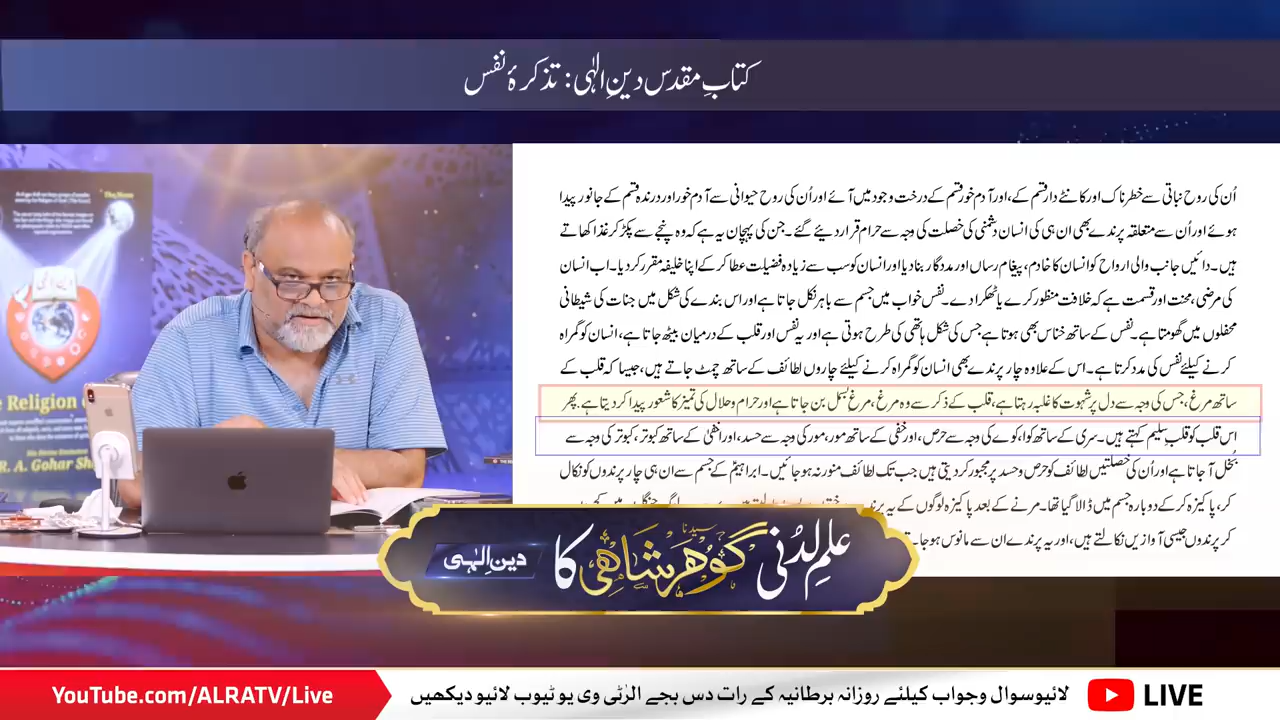 کتابِ مقدس دینِ الٰہی : تذکرۂ نفس
اُن کی روح نباتی سے خطرناک اور کانٹے دار قسم کے، اور آدم خور قسم کے درخت وجود میں آئے اور اُن کی روح حیوانی سے آدم خور اور درندہ قسم کے جانور پیدا
ہوئے اور اُن سے متعلقہ پرندے بھی ان ہی کی انسان دشمنی کی خصلت کی وجہ سے حرام قرار دیئے گئے۔ جن کی پہچان یہ ہے کہ وہ پنجے سے پکڑ کر غذا کھاتے
ہیں۔ دائیں جانب والی ارواح کو انسان کا خادم، پیغام رساں اور مددگار بنا دیا اور انسان کو سب سے زیادہ فضیلت عطا کر کے اپنا خلیفہ مقرر کر دیا۔ اب انسان
کی مرضی، محنت اور قسمت ہے کہ خلافت منظور کرے یا ٹھکرا دے۔ نفس خواب میں جسم سے باہر نکل جاتا ہے اور اس بندے کی شکل میں جنات کی شیطانی
محفلوں میں گھومتا ہے۔ نفس کے ساتھ خناس بھی ہوتا ہے جس کی شکل ہاتھی کی طرح ہوتی ہے اور یہ نفس اور قلب کے درمیان بیٹھ جاتا ہے، انسان کو گمراہ
کرنے کیلئے نفس کی مدد کرتا ہے۔ اس کے علاوہ چار پرندے بھی انسان کو گمراہ کرنے کیلئے چاروں لطائف کے ساتھ چمٹ جاتے ہیں، جیسا کہ قلب کے
ساتھ مرغ، جس کی وجہ سے دل پر شہوت کا غلبہ رہتا ہے، قلب کے ذکر سے وہ مرغ، مرغِ بسمل بن جاتا ہے اور حرام و حلال کی تمیز کا شعور پیدا کر دیتا ہے۔ پھر
اِس قلب کو قلبِ سلیم کہتے ہیں۔ سری کے ساتھ کوا، کوے کی وجہ سے حرص، اور خفی کے ساتھ مور، مور کی وجہ سے حسد، اور اخفیٰ کے ساتھ کبوتر، کبوتر کی وجہ سے
بخل آ جاتا ہے اور اُن کی خصلتیں لطائف کو حرص و حسد پر مجبور کر دیتی ہیں جب تک لطائف منور نہ ہو جائیں۔ ابراہیمؑ کے جسم سے ان ہی چار پرندوں کو نکال
کر، پاکیزہ کر کے دوبارہ جسم میں ڈالا گیا تھا۔ مرنے کے بعد پاکیزہ لوگوں کے یہ پرندے
کر پرندوں جیسی آوازیں نکالتے ہیں، اور یہ پرندے ان سے مانوس ہو جا
The Moon
e Religion
R. A. Gohar Sh
علمِ لدُنی سیدنا گوھر شاھی کا دینِ الٰہی
YouTube.com/ALRATV/Live
لائیو سوال وجواب کیلئے روزانہ برطانیہ کے رات دس بجے الرٰٹی وی یو ٹیوب لائیو دیکھیں
LIVE